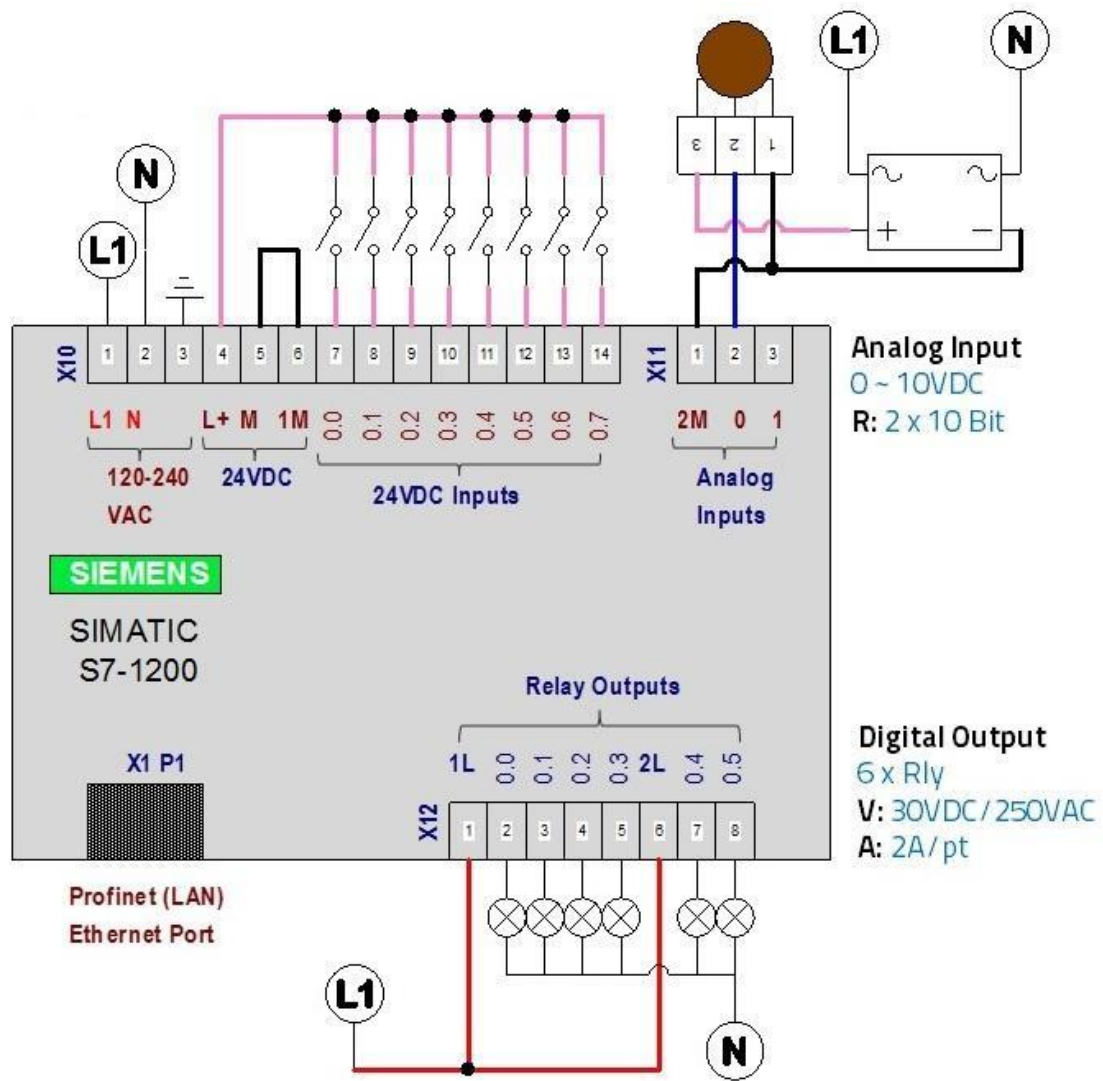 L1
N
3 2 1
L1
N
X10
1 2 3 4 5 6 7 8 9 10 11 12 13 14
X11
1 2 3
L1 N
L+ M 1M
0.0 0.1 0.2 0.3 0.4 0.5 0.6 0.7
2M 0 1
120-240
VAC
24VDC
24VDC Inputs
Analog
Inputs
Analog Input
0 ~ 10VDC
R: 2 x 10 Bit
SIEMENS
SIMATIC
S7-1200
Relay Outputs
X1 P1
1L 0.0 0.1 0.2 0.3 2L 0.4 0.5
X12
1 2 3 4 5 6 7 8
Digital Output
6 x Rly
V: 30VDC/250VAC
A: 2A/pt
Profinet (LAN)
Ethernet Port
L1
N